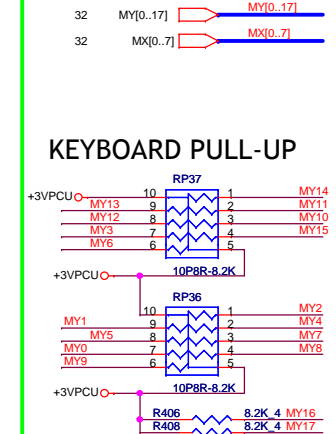 32 MY[0..17] MY[0..17]
32 MX[0..7] MX[0..7]
KEYBOARD PULL-UP
RP37
+3VPCU 10 1 MY14
MY13 9 2 MY11
MY12 8 3 MY10
MY3 7 4 MY15
MY6 6 5
+3VPCU 10P8R-8.2K
RP36
10 1 MY2
MY1 9 2 MY4
MY5 8 3 MY7
MY0 7 4 MY8
MY9 6 5
+3VPCU 10P8R-8.2K
R406 8.2K_4 MY16
R408 8.2K_4 MY17